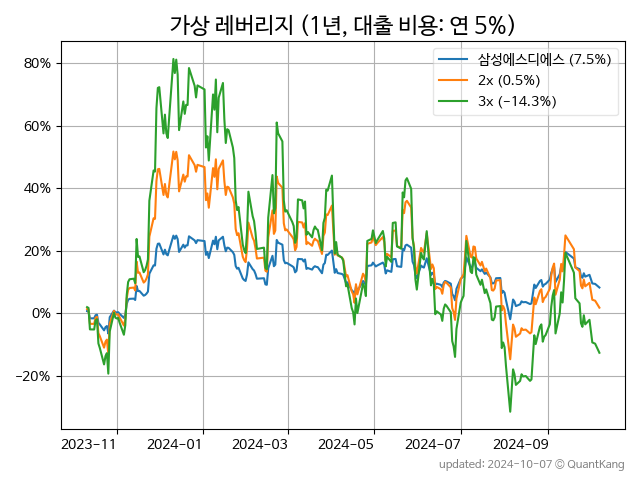 가상 레버리지 (1년, 대출 비용: 연 5%)
삼성에스디에스 (7.5%)
2x (0.5%)
3x (−14.3%)
80%
60%
40%
20%
0%
−20%
2023-11
2024-01
2024-03
2024-05
2024-07
2024-09
updated: 2024-10-07 © QuantKang